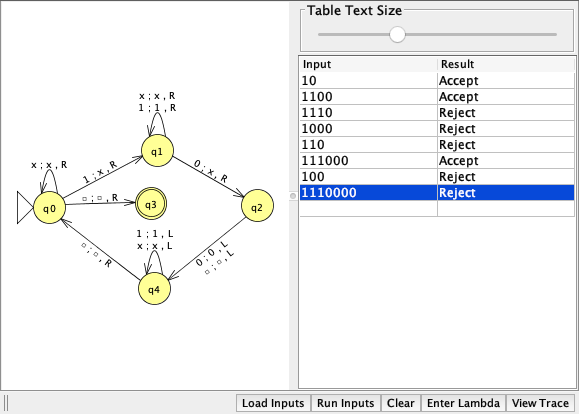 Table Text Size
Input Result
10 Accept
1100 Accept
1110 Reject
1000 Reject
110 Reject
111000 Accept
100 Reject
1110000 Reject
x ; x , R
1 ; 1 , R
q1
x ; x , R
1 ; x , R
0 ; x , R
q0
□ ; □ , R
q3
q2
1 ; 1 , L
x ; x , L
□ ; □ , R
0 ; 0 , L
□ ; □ , L
q4
Load Inputs Run Inputs Clear Enter Lambda View Trace